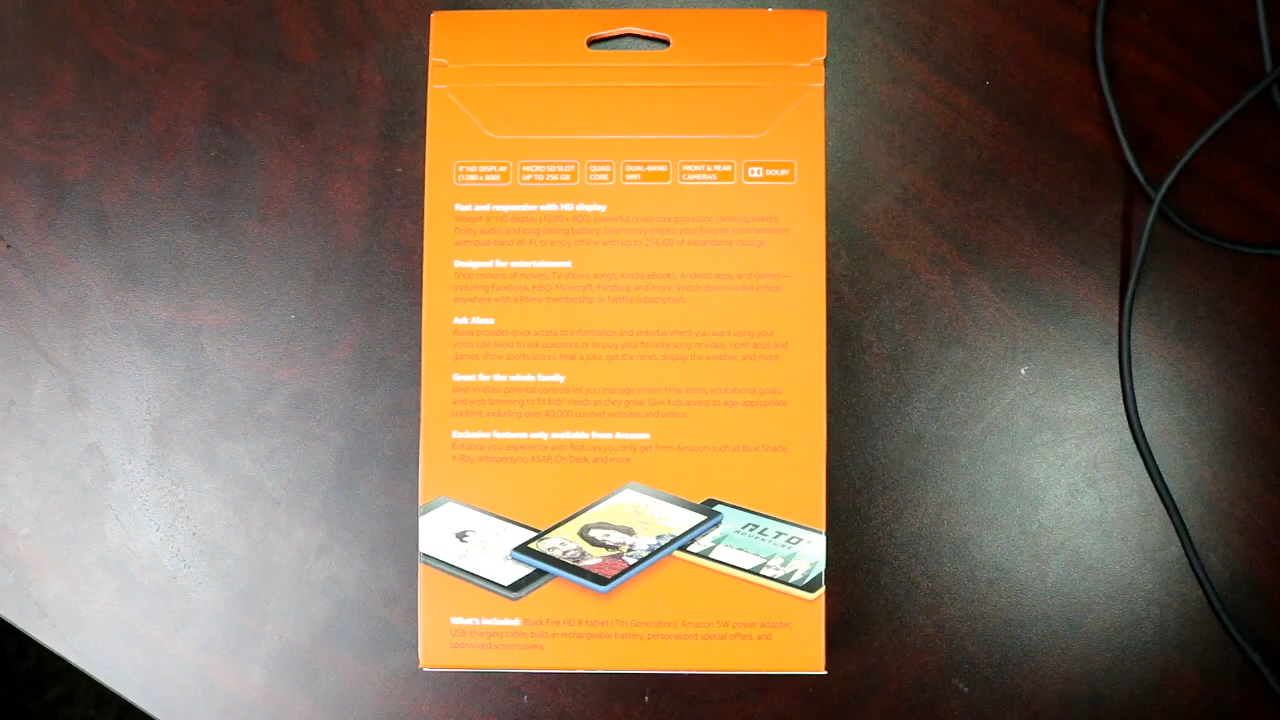 8" HD DISPLAY
(1280 x 800)
MICRO SD SLOT
UP TO 256 GB
QUAD
CORE
DUAL-BAND
WIFI
FRONT & REAR
CAMERAS
DOLBY
Fast and responsive with HD display
Vibrant 8" HD display (1280 x 800), powerful quad-core processor, stereo speakers,
Dolby audio, and long-lasting battery. Seamlessly stream your favorite entertainment
with dual-band Wi-Fi, or enjoy offline with up to 256 GB of expandable storage.
Designed for entertainment
Shop millions of movies, TV shows, songs, Kindle eBooks, Android apps, and games—
including Facebook, HBO, Minecraft, Pandora, and more. Watch downloaded videos
anywhere with a Prime membership or Netflix subscription.
Ask Alexa
Alexa provides quick access to information and entertainment you want using your
voice. Use Alexa to ask questions or to play your favorite song or video, open apps and
games, show sports scores, hear a joke, get the news, display the weather, and more.
Great for the whole family
Best-in-class parental controls let you manage screen time limits, educational goals,
and web browsing to fit kids' needs as they grow. Give kids access to age-appropriate
content, including over 40,000 curated websites and videos.
Exclusive features only available from Amazon
Enhance your experience with features you only get from Amazon such as Blue Shade,
X-Ray, Whispersync, ASAP, On Deck, and more.
ALTO'S
ADVENTURE
What's included: Black Fire HD 8 tablet (7th Generation), Amazon 5W power adapter,
USB charging cable, built-in rechargeable battery, personalized special offers, and
sponsored screensavers.